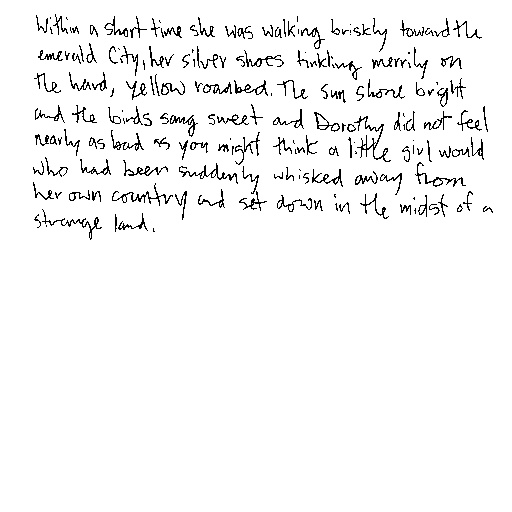 Within a short time she was walking briskly toward the
emerald City, her silver shoes tinkling merrily on
the hard, yellow roadbed. The sun shone bright
and the birds sang sweet and Dorothy did not feel
nearly as bad as you might think a little girl would
who had been suddenly whisked away from
her own country and set down in the midst of a
strange land.